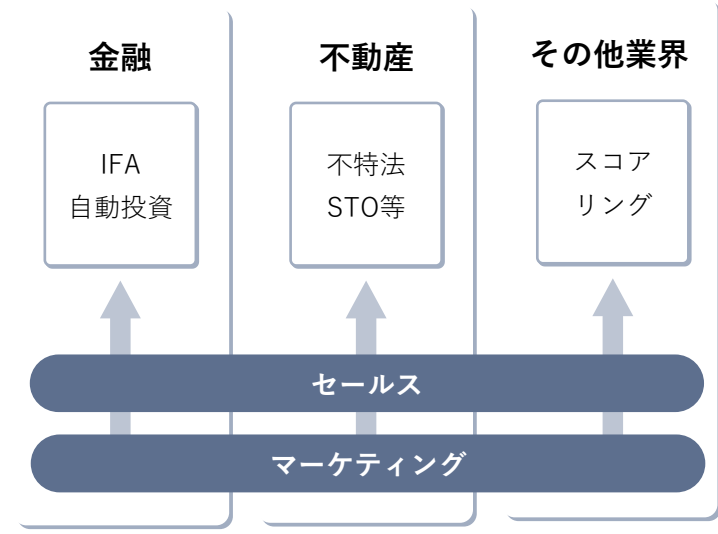 金融
IFA
自動投資
不動産
不特法
STO等
その他業界
スコア
リング
セールス
マーケティング